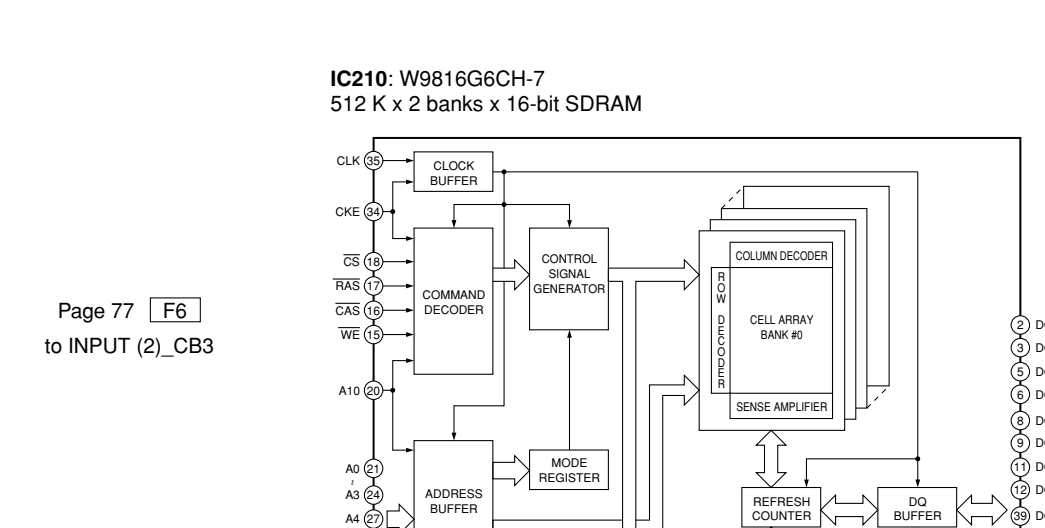 IC210: W9816G6CH-7
512 K x 2 banks x 16-bit SDRAM
CLK 35
CLOCK
BUFFER
CKE 34
CS 18
RAS 17
CAS 16
WE 15
COMMAND
DECODER
CONTROL
SIGNAL
GENERATOR
COLUMN DECODER
ROW DECODER
CELL ARRAY
BANK #0
SENSE AMPLIFIER
Page 77 F6
to INPUT (2)_CB3
A10 20
A0 21
~
A3 24
A4 27
ADDRESS
BUFFER
MODE
REGISTER
REFRESH
COUNTER
DQ
BUFFER
2
3
5
6
8
9
11
12
39